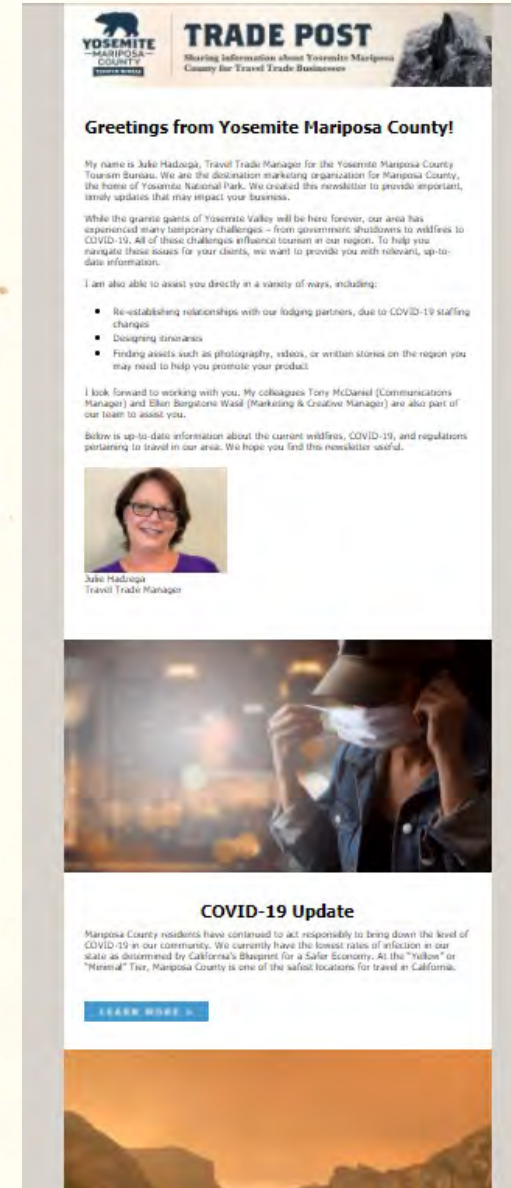 YOSEMITE
MARIPOSA
COUNTY
TOURISM BUREAU
TRADE POST
Sharing information about Yosemite Mariposa
County for Travel Trade Businesses
Greetings from Yosemite Mariposa County!
My name is Julie Hadzega, Travel Trade Manager for the Yosemite Mariposa County
Tourism Bureau. We are the destination marketing organization for Mariposa County,
the home of Yosemite National Park. We created this newsletter to provide important,
timely updates that may impact your business.
While the granite giants of Yosemite Valley will be here forever, our area has
experienced many temporary challenges – from government shutdowns to wildfires to
COVID-19. All of these challenges influence tourism in our region. To help you
navigate these issues for your clients, we want to provide you with relevant, up-to-
date information.
I am also able to assist you directly in a variety of ways, including:
• Re-establishing relationships with our lodging partners, due to COVID-19 staffing
changes
• Designing itineraries
• Finding assets such as photography, videos, or written stories on the region you
may need to help you promote your product
I look forward to working with you. My colleagues Tony McDaniel (Communications
Manager) and Ellen Bergstone Wasil (Marketing & Creative Manager) are also part of
our team to assist you.
Below is up-to-date information about the current wildfires, COVID-19, and regulations
pertaining to travel in our area. We hope you find this newsletter useful.
Julie Hadzega
Travel Trade Manager
COVID-19 Update
Mariposa County residents have continued to act responsibly to bring down the level of
COVID-19 in our community. We currently have the lowest rates of infection in our
state as determined by California's Blueprint for a Safer Economy. At the "Yellow" or
"Minimal" Tier, Mariposa County is one of the safest locations for travel in California.
LEARN MORE >